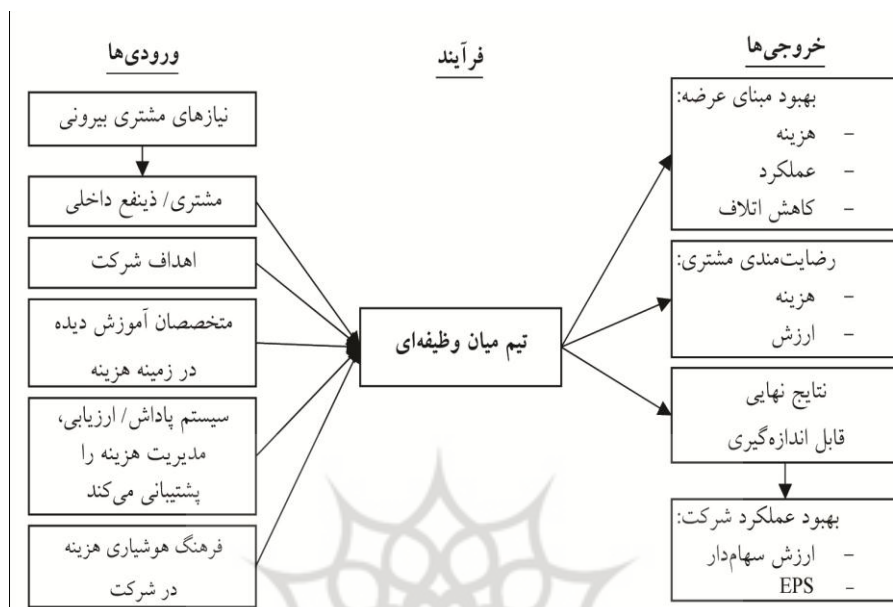 ورودی‌ها
نیازهای مشتری بیرونی
مشتری/ ذینفع داخلی
اهداف شرکت
متخصصان آموزش دیده
در زمینه هزینه
سیستم پاداش/ ارزیابی،
مدیریت هزینه را
پشتیبانی می‌کند
فرهنگ هوشیاری هزینه
در شرکت
فرآیند
تیم میان وظیفه‌ای
خروجی‌ها
بهبود مبنای عرضه:
- هزینه
- عملکرد
- کاهش اتلاف
رضایت‌مندی مشتری:
- هزینه
- ارزش
نتایج نهایی
قابل اندازه‌گیری
بهبود عملکرد شرکت:
- ارزش سهام‌دار
- EPS